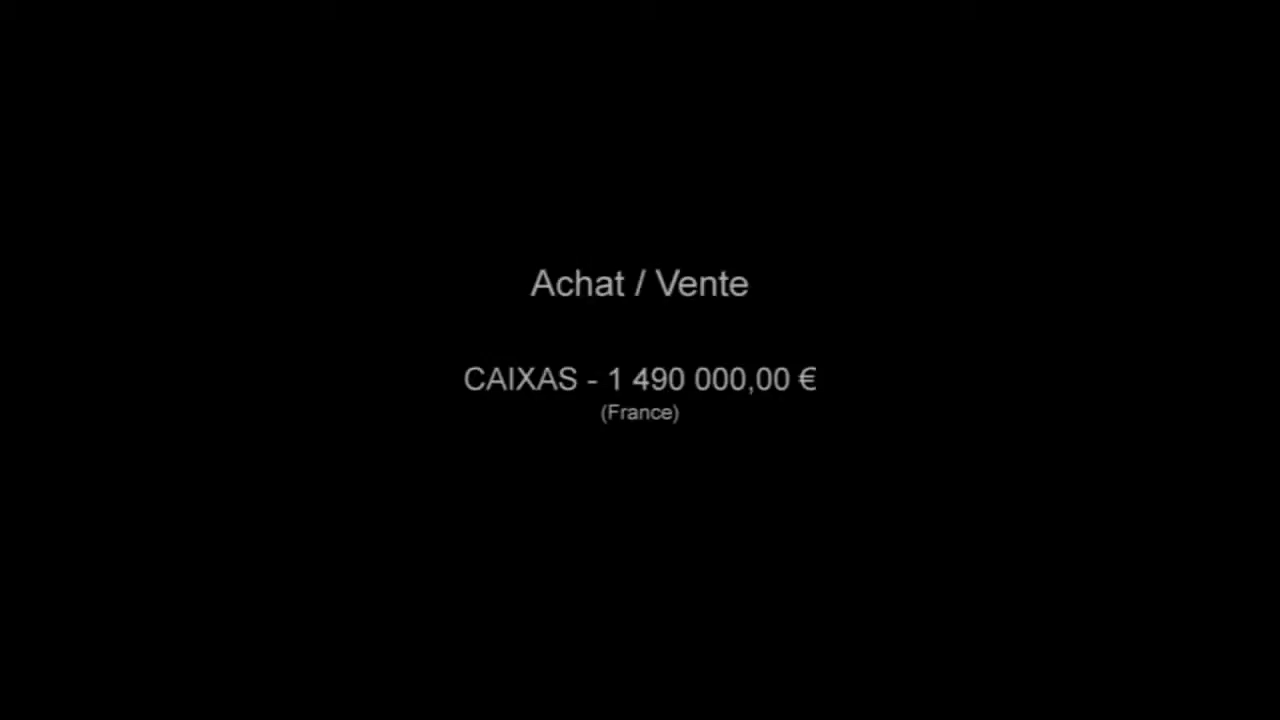 Achat / Vente
CAIXAS - 1 490 000,00 €
(France)